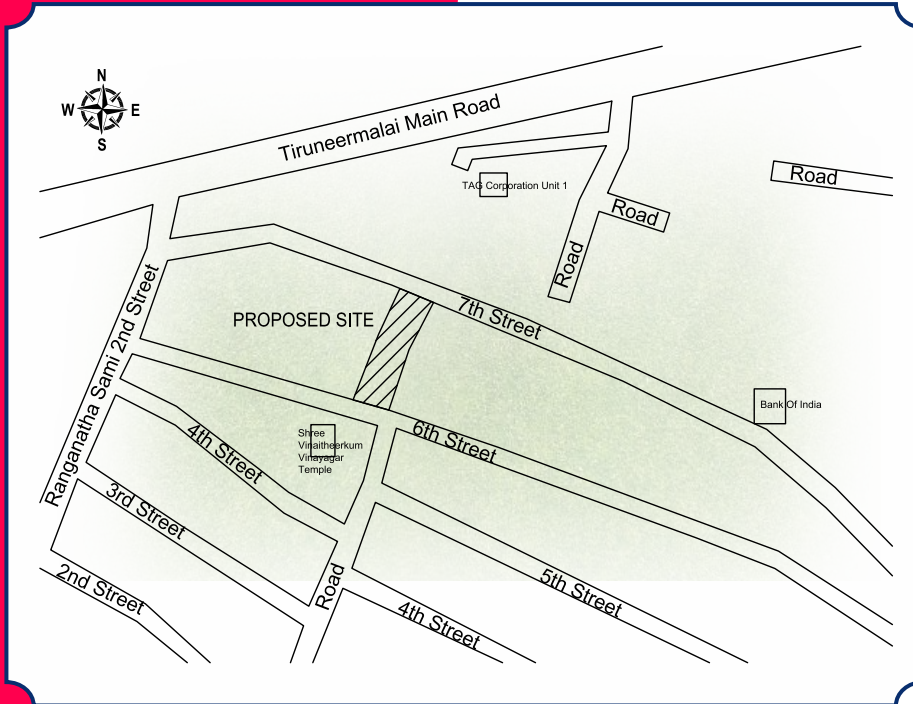 N
W
E
S
Tiruneermalai Main Road
TAG Corporation Unit 1
Road
Road
Road
Ranganatha Sami 2nd Street
PROPOSED SITE
7th Street
Bank Of India
Shree
Vinaitheerkum
Vinayagar
Temple
6th Street
4th Street
3rd Street
2nd Street
Road
5th Street
4th Street